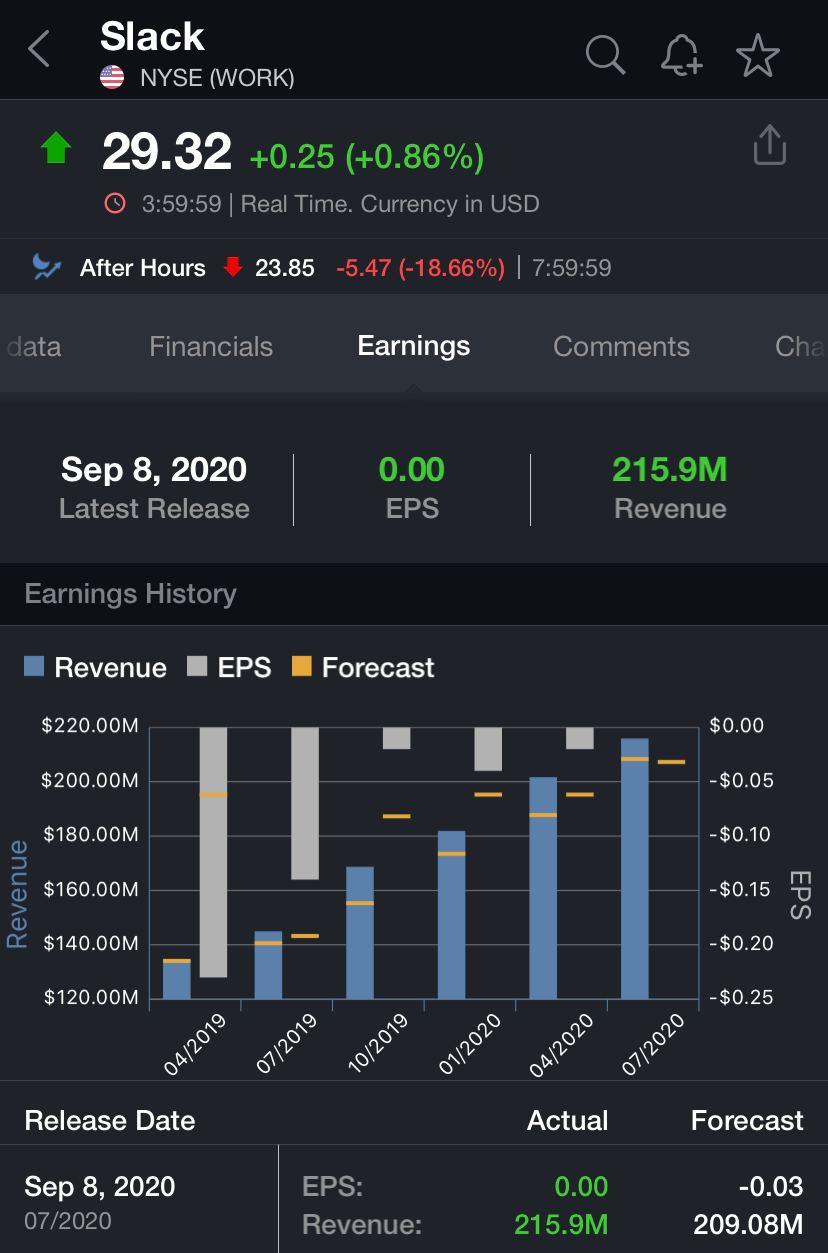 Slack
NYSE (WORK)
29.32 +0.25 (+0.86%)
3:59:59 | Real Time. Currency in USD
After Hours 23.85 -5.47 (-18.66%) | 7:59:59
data Financials Earnings Comments Cha
Sep 8, 2020 0.00 215.9M
Latest Release EPS Revenue
Earnings History
Revenue EPS Forecast
$220.00M $0.00
$200.00M -$0.05
$180.00M -$0.10
$160.00M -$0.15
$140.00M -$0.20
$120.00M -$0.25
Revenue
EPS
04/2019 07/2019 10/2019 01/2020 04/2020 07/2020
Release Date Actual Forecast
Sep 8, 2020 EPS: 0.00 -0.03
07/2020 Revenue: 215.9M 209.08M